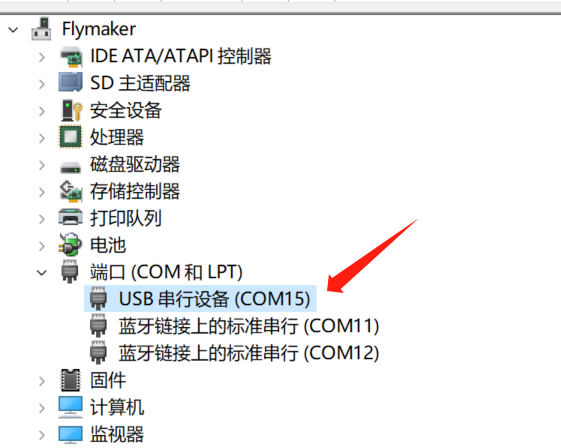 Flymaker
IDE ATA/ATAPI 控制器
SD 主适配器
安全设备
处理器
磁盘驱动器
存储控制器
打印队列
电池
端口 (COM 和 LPT)
USB 串行设备 (COM15)
蓝牙链接上的标准串行 (COM11)
蓝牙链接上的标准串行 (COM12)
固件
计算机
监视器